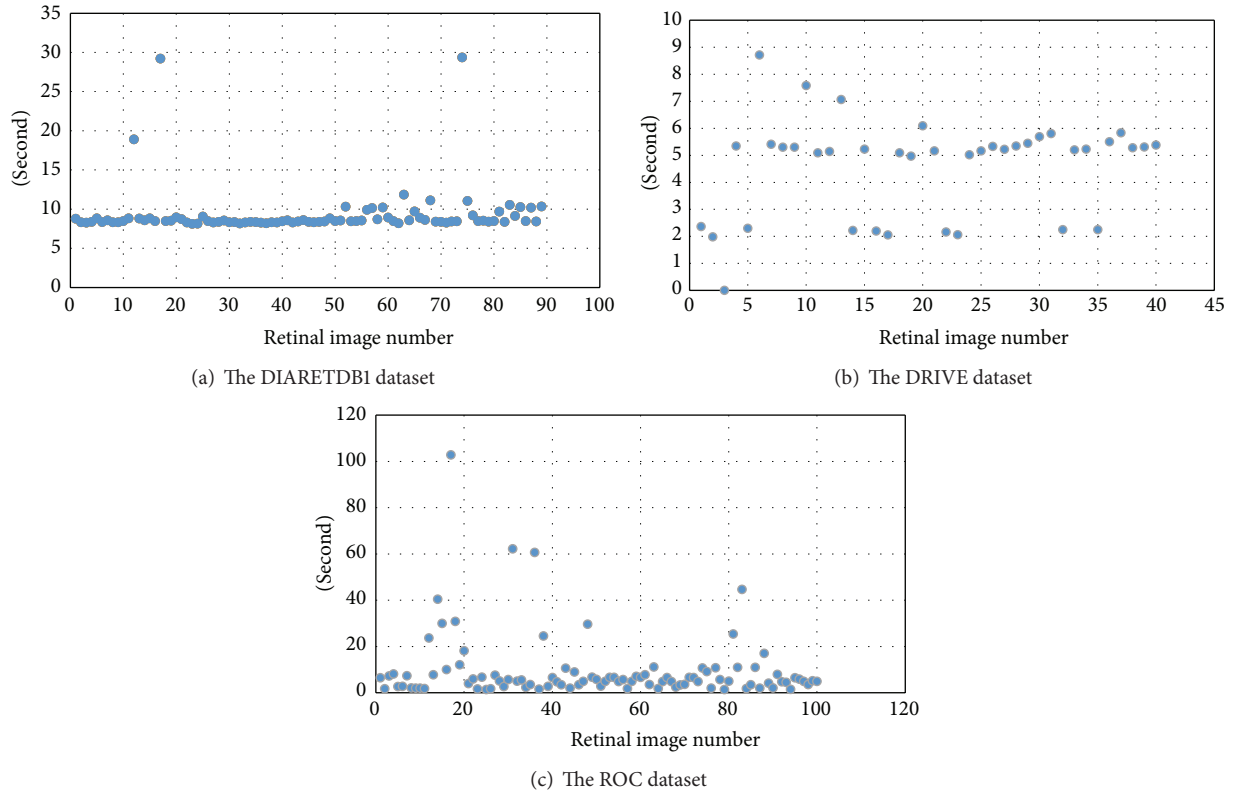 35
30
25
20
15
10
5
0
(Second)
0 10 20 30 40 50 60 70 80 90 100
Retinal image number
(a) The DIARETDB1 dataset
10
9
8
7
6
5
4
3
2
1
0
(Second)
0 5 10 15 20 25 30 35 40 45
Retinal image number
(b) The DRIVE dataset
120
100
80
60
40
20
0
(Second)
0 20 40 60 80 100 120
Retinal image number
(c) The ROC dataset